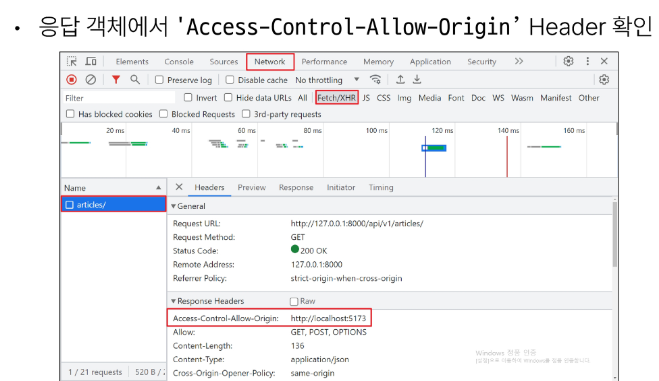 • 응답 객체에서 'Access-Control-Allow-Origin’ Header 확인
Elements Console Sources Network Performance Memory Application Security
Preserve log Disable cache No throttling
Filter Invert Hide data URLs All Fetch/XHR JS CSS Img Media Font Doc WS Wasm Manifest Other
Has blocked cookies Blocked Requests 3rd-party requests
20 ms 40 ms 60 ms 80 ms 100 ms 120 ms 140 ms 160 ms
Name Headers Preview Response Initiator Timing
articles/
General
Request URL: http://127.0.0.1:8000/api/v1/articles/
Request Method: GET
Status Code: 200 OK
Remote Address: 127.0.0.1:8000
Referrer Policy: strict-origin-when-cross-origin
Response Headers Raw
Access-Control-Allow-Origin: http://localhost:5173
Allow: GET, POST, OPTIONS
Content-Length: 136
Content-Type: application/json
Cross-Origin-Opener-Policy: same-origin
Windows 정품 인증
1 / 21 requests 520 B /